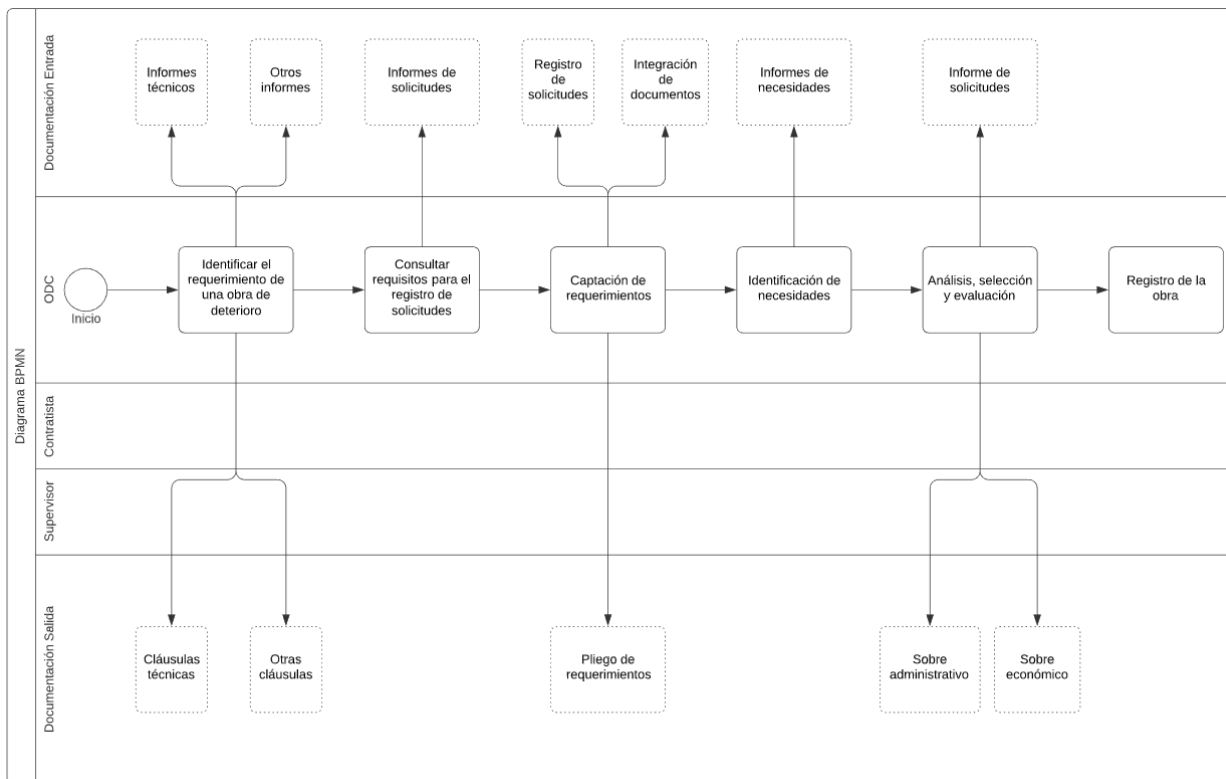 Diagrama BPMN
Documentación Entrada
Informes
técnicos
Otros
informes
Informes de
solicitudes
Registro
de
solicitudes
Integración
de
documentos
Informes de
necesidades
Informe de
solicitudes
ODC
Inicio
Identificar el
requerimiento de
una obra de
deterioro
Consultar
requisitos para el
registro de
solicitudes
Captación de
requerimientos
Identificación de
necesidades
Análisis, selección
y evaluación
Registro de la
obra
Contratista
Supervisor
Documentación Salida
Cláusulas
técnicas
Otras
cláusulas
Pliego de
requerimientos
Sobre
administrativo
Sobre
económico